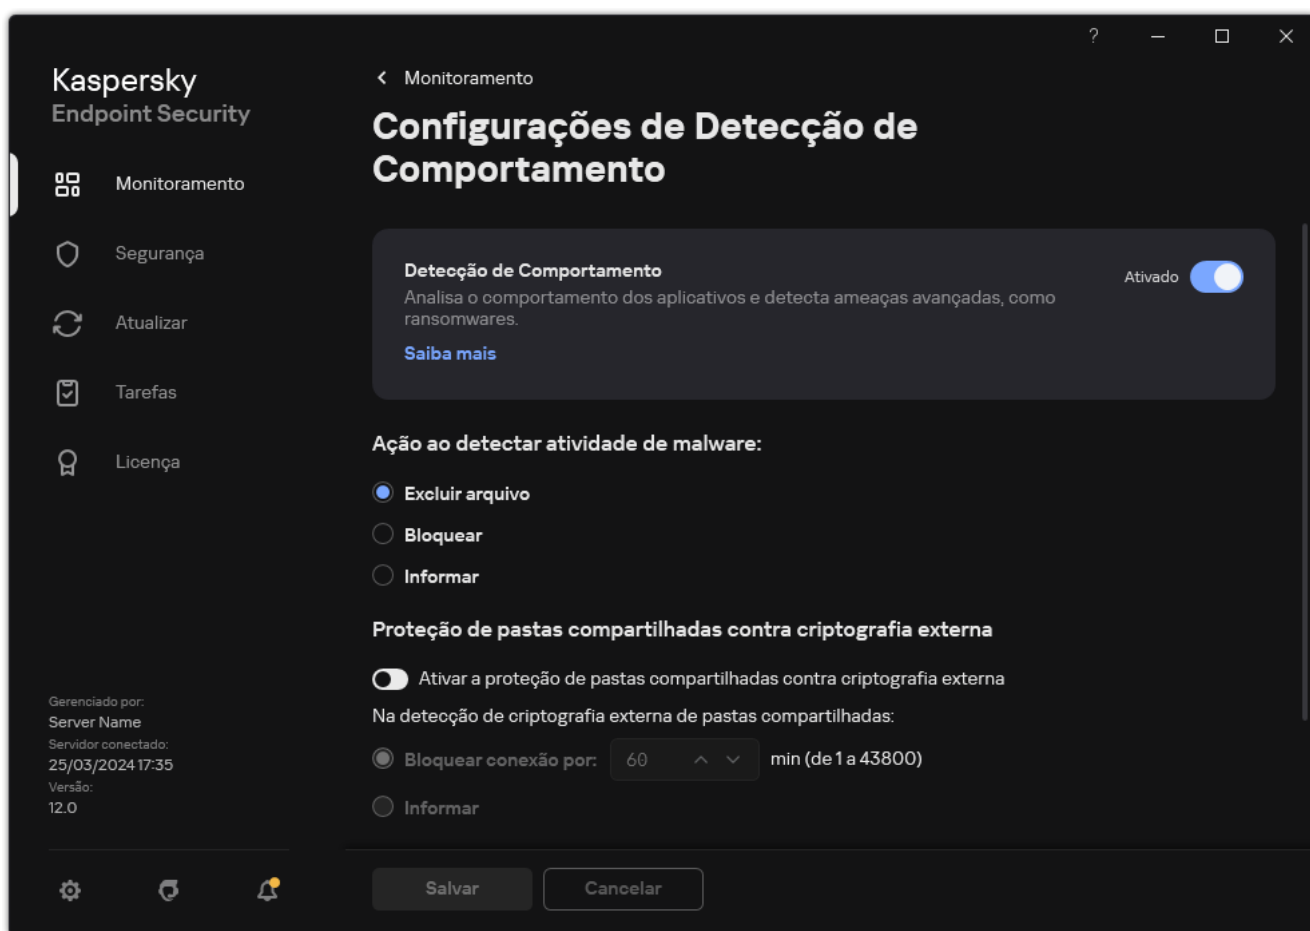 ?
Kaspersky
Endpoint Security
Monitoramento
Segurança
Atualizar
Tarefas
Licença
Gerenciado por:
Server Name
Servidor conectado:
25/03/2024 17:35
Versão:
12.0
Monitoramento
Configurações de Detecção de
Comportamento
Detecção de Comportamento
Analisa o comportamento dos aplicativos e detecta ameaças avançadas, como
ransomwares.
Saiba mais
Ativado
Ação ao detectar atividade de malware:
Excluir arquivo
Bloquear
Informar
Proteção de pastas compartilhadas contra criptografia externa
Ativar a proteção de pastas compartilhadas contra criptografia externa
Na detecção de criptografia externa de pastas compartilhadas:
Bloquear conexão por: 60 min (de 1 a 43800)
Informar
Salvar Cancelar